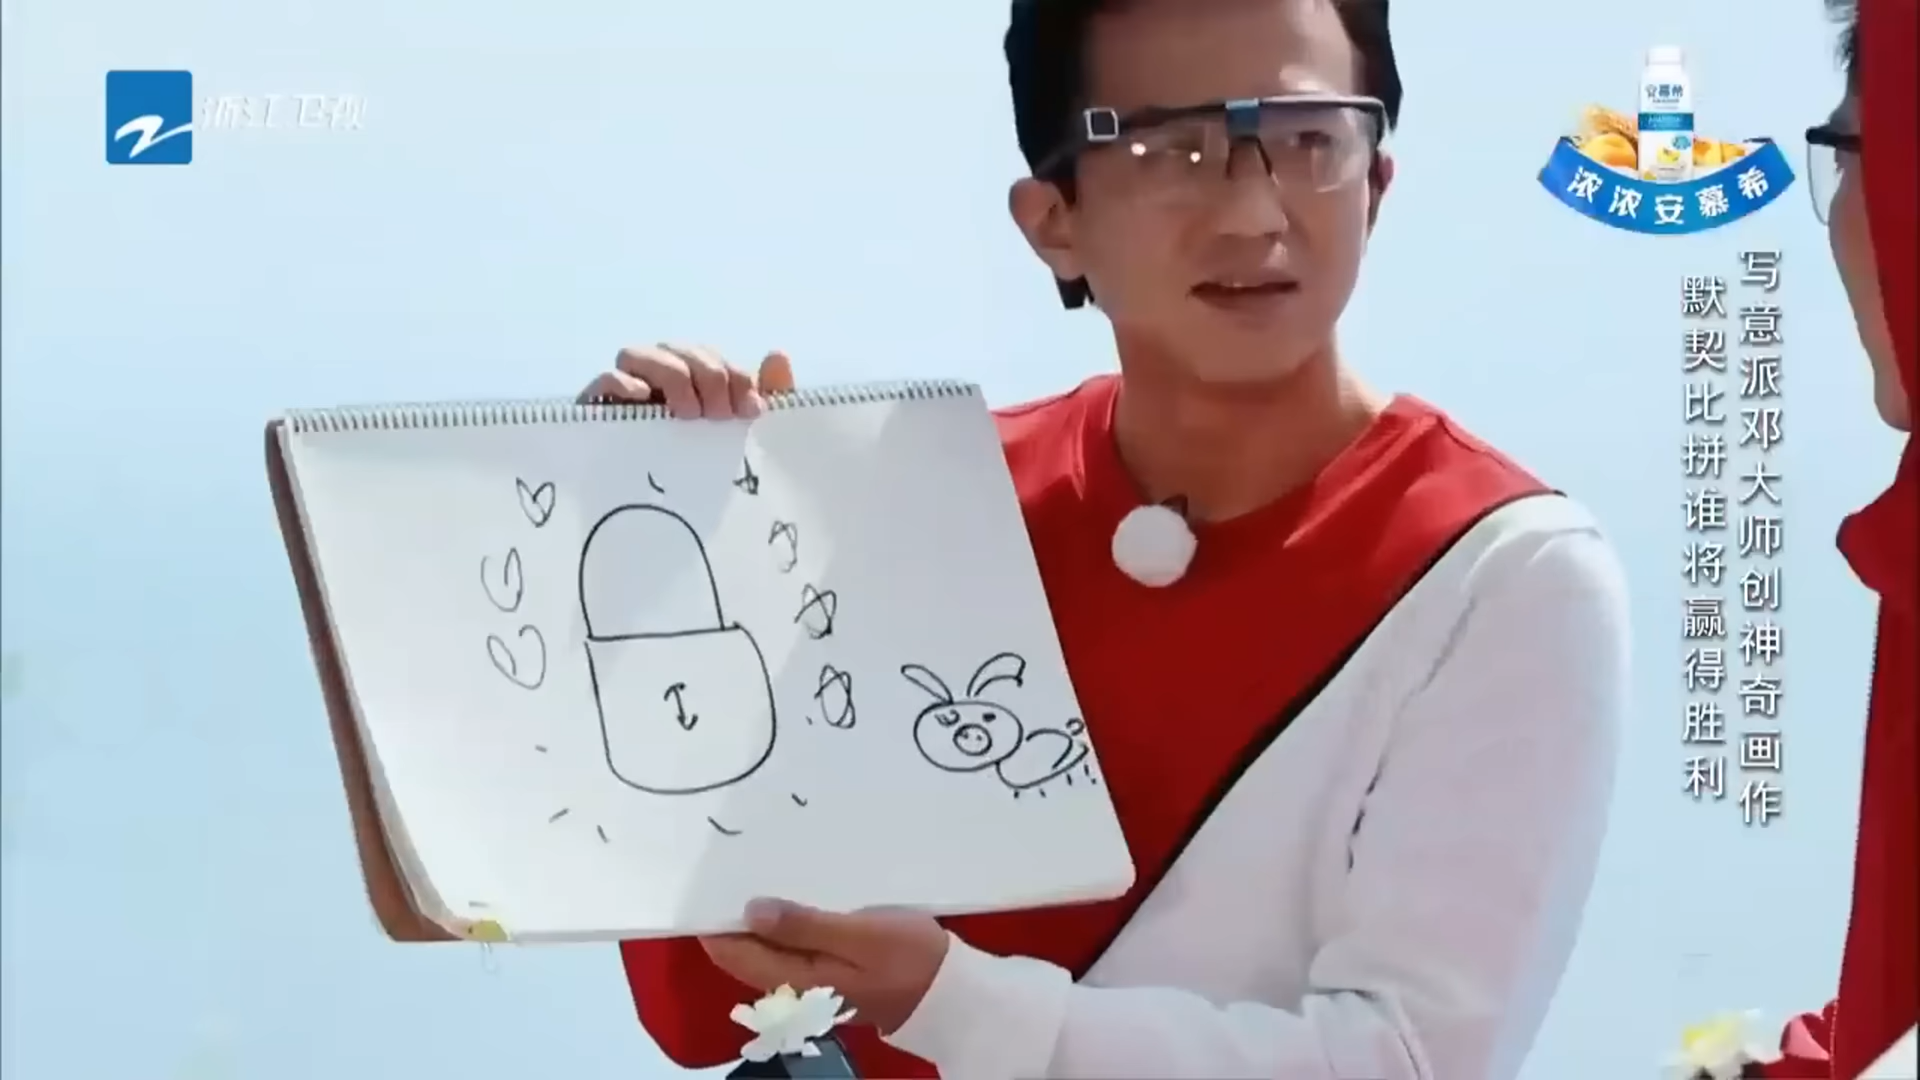 浙江卫视
安慕希
浓浓安慕希
写意派邓大师创神奇画作
默契比拼谁将赢得胜利